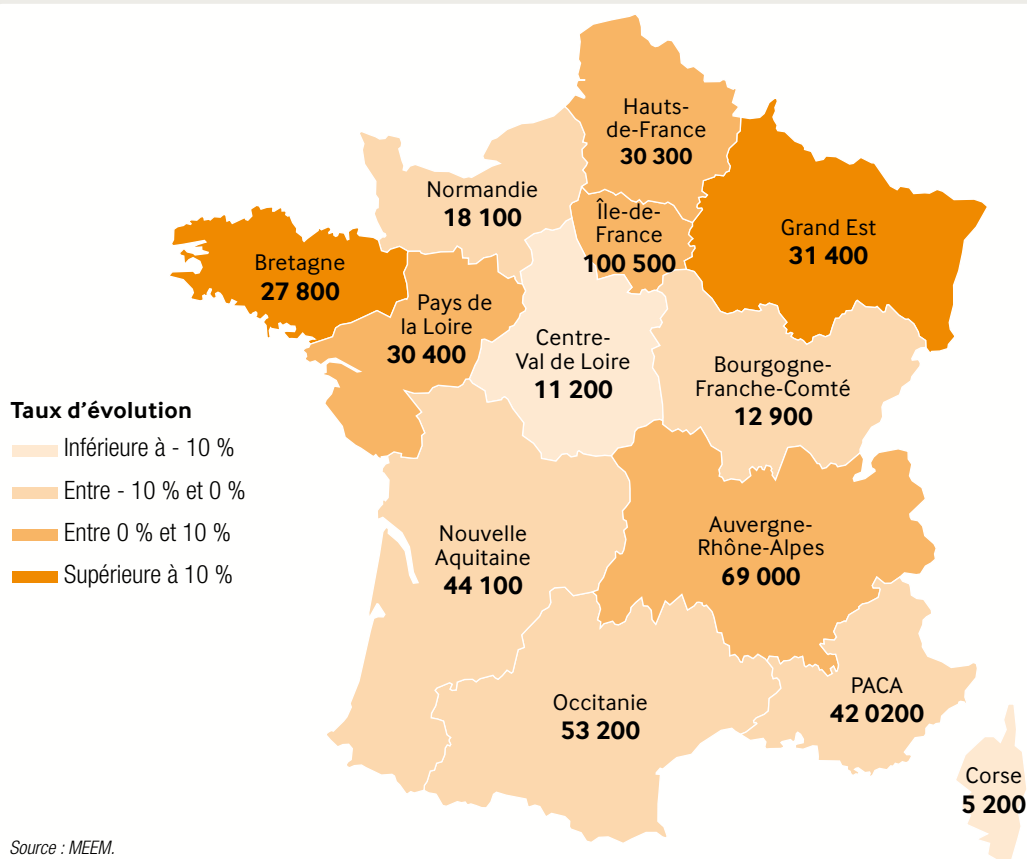 Hauts-
de-France
30 300
Normandie
18 100
Île-de-
France
100 500
Grand Est
31 400
Bretagne
27 800
Pays de
la Loire
30 400
Centre-
Val de Loire
11 200
Bourgogne-
Franche-Comté
12 900
Taux d’évolution
Inférieure à - 10 %
Entre - 10 % et 0 %
Entre 0 % et 10 %
Supérieure à 10 %
Nouvelle
Aquitaine
44 100
Auvergne-
Rhône-Alpes
69 000
Occitanie
53 200
PACA
42 0200
Corse
5 200
Source : MEEM.